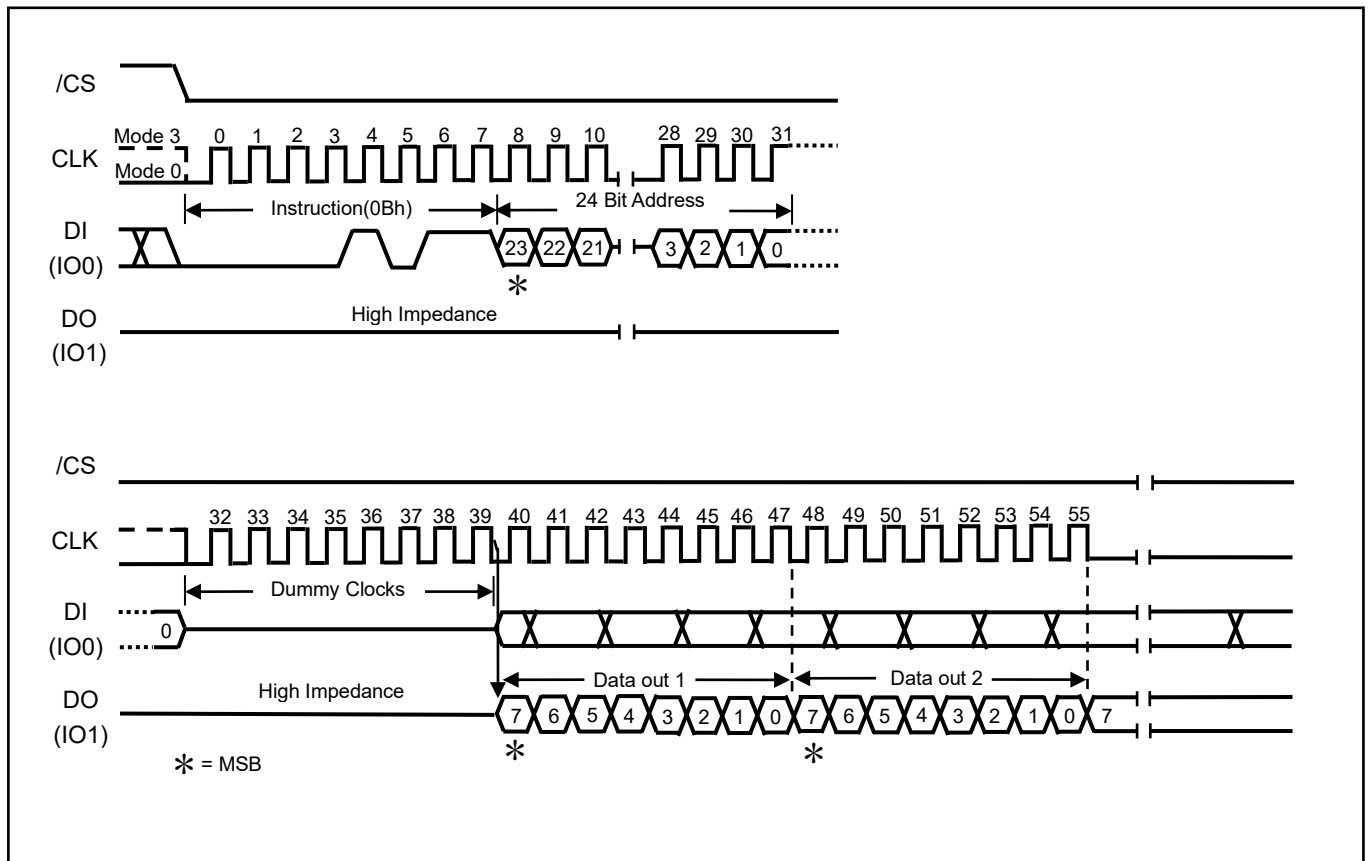 /CS
Mode 3 0 1 2 3 4 5 6 7 8 9 10 28 29 30 31
CLK
Mode 0
Instruction(0Bh) 24 Bit Address
DI
(IO0)
23 22 21 3 2 1 0
*
High Impedance
DO
(IO1)
/CS
32 33 34 35 36 37 38 39 40 41 42 43 44 45 46 47 48 49 50 51 52 53 54 55
CLK
Dummy Clocks
DI
(IO0)
0
Data out 1 Data out 2
High Impedance
DO
(IO1)
7 6 5 4 3 2 1 0 7 6 5 4 3 2 1 0 7
* *
* = MSB